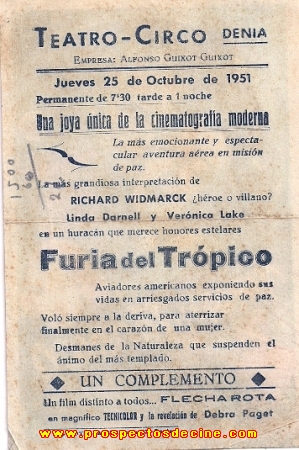 TEATRO-CIRCO DENIA
EMPRESA: ALFONSO GUIXOT GUIXOT
Jueves 25 de Octubre de 1951
Permanente de 7'30 tarde a 1 noche
Una joya única de la cinematografía moderna
La más emocionante y especta-
cular aventura aérea en misión
de paz.
La más grandiosa interpretación de
RICHARD WIDMARCK ¿héroe o villano?
Linda Darnell y Verónica Lake
en un huracán que merece honores estelares
Furia del Trópico
Aviadores americanos exponiendo sus
vidas en arriesgados servicios de paz.
Voló siempre a la deriva, para aterrizar
finalmente en el carazón de una mujer.
Desmanes de la Naturaleza que suspenden el
ánimo del más templado.
UN COMPLEMENTO
Un film distinto a todos... FLECHA ROTA
en magnífico TECNICOLOR y la revelación de Debra Paget
www.prospectosdecine.com
1500